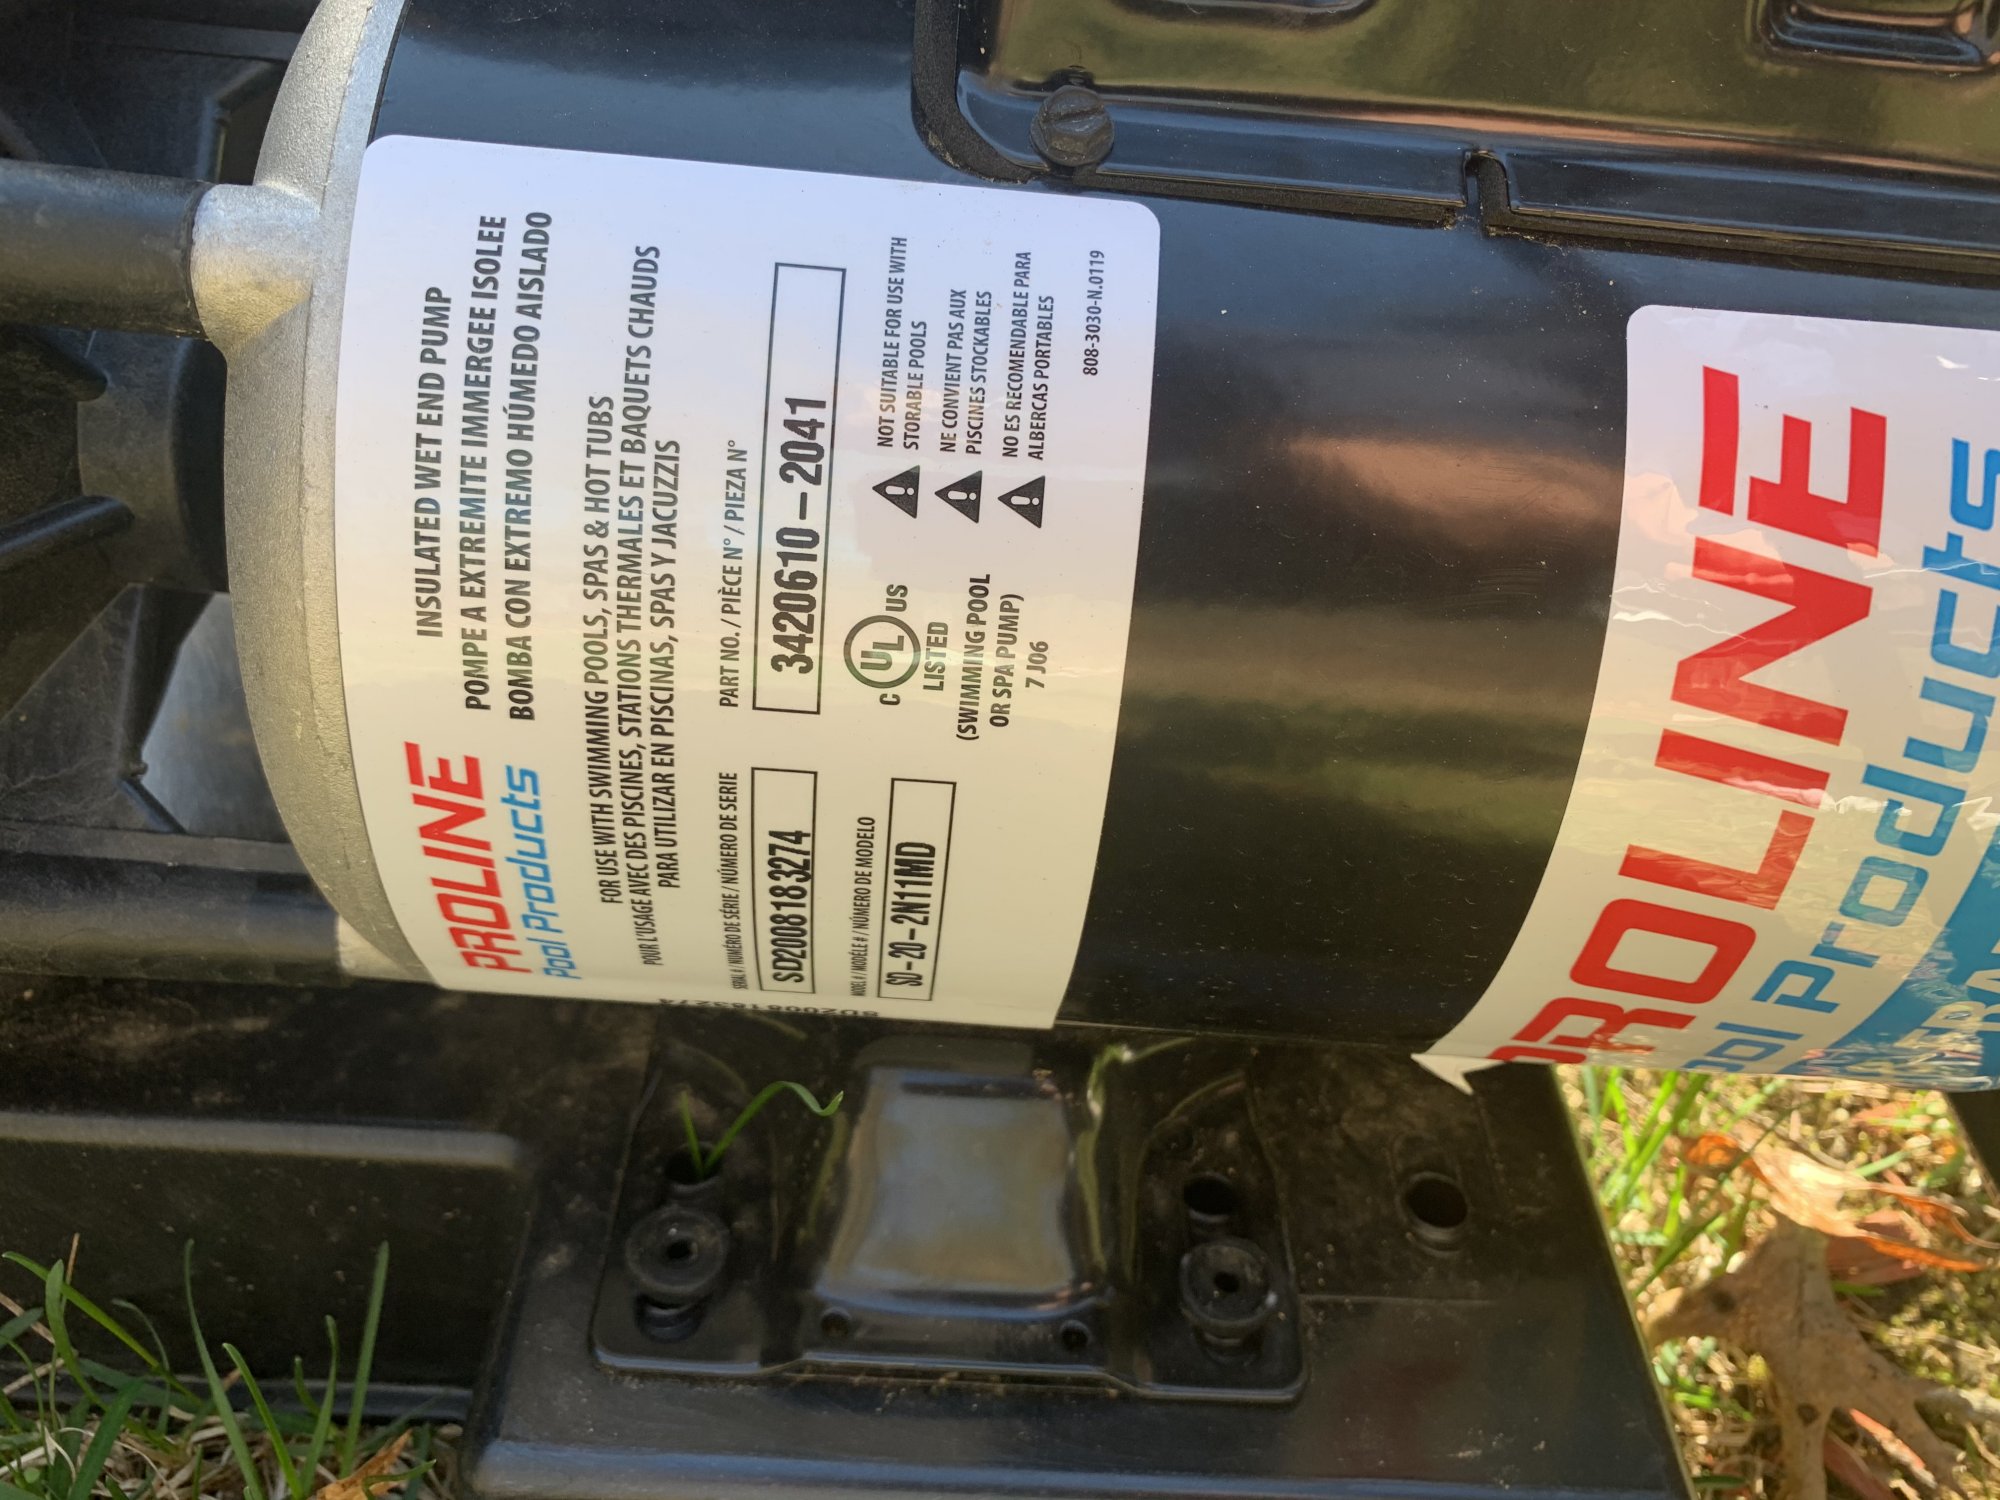 PROLINE
Pool Products
INSULATED WET END PUMP
POMPE A EXTREMITE IMMERGEE ISOLEE
BOMBA CON EXTREMO HÚMEDO AISLADO
FOR USE WITH SWIMMING POOLS, SPAS & HOT TUBS
POUR L'USAGE AVEC DES PISCINES, STATIONS THERMALES ET BAQUETS CHAUDS
PARA UTILIZAR EN PISCINAS, SPAS Y JACUZZIS
SERIAL # / NUMÉRO DE SÉRIE / NÚMERO DE SERIE
SD2008183274
PART NO. / PIÈCE N° / PIEZA N°
3420610-2041
MODEL # / MODÈLE # / NÚMERO DE MODELO
SD-20-2N11MD
C UL US
LISTED
(SWIMMING POOL
OR SPA PUMP)
7J06
NOT SUITABLE FOR USE WITH
STORABLE POOLS
NE CONVIENT PAS AUX
PISCINES STOCKABLES
NO ES RECOMENDABLE PARA
ALBERCAS PORTABLES
808-3030-N.0119
SD2008183274
PROLINE
Pool Products